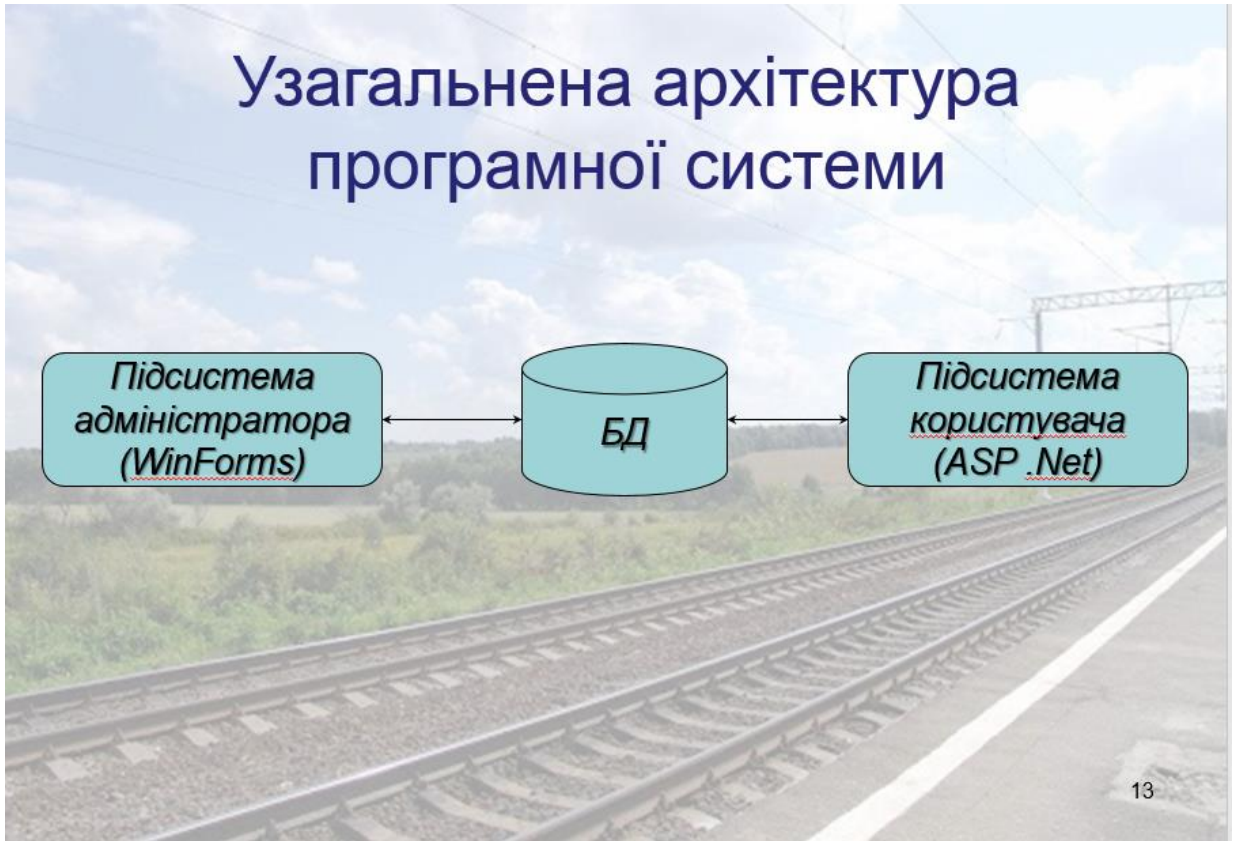 Узагальнена архітектура
програмної системи
Підсистема
адміністратора
(WinForms)
БД
Підсистема
користувача
(ASP .Net)
13